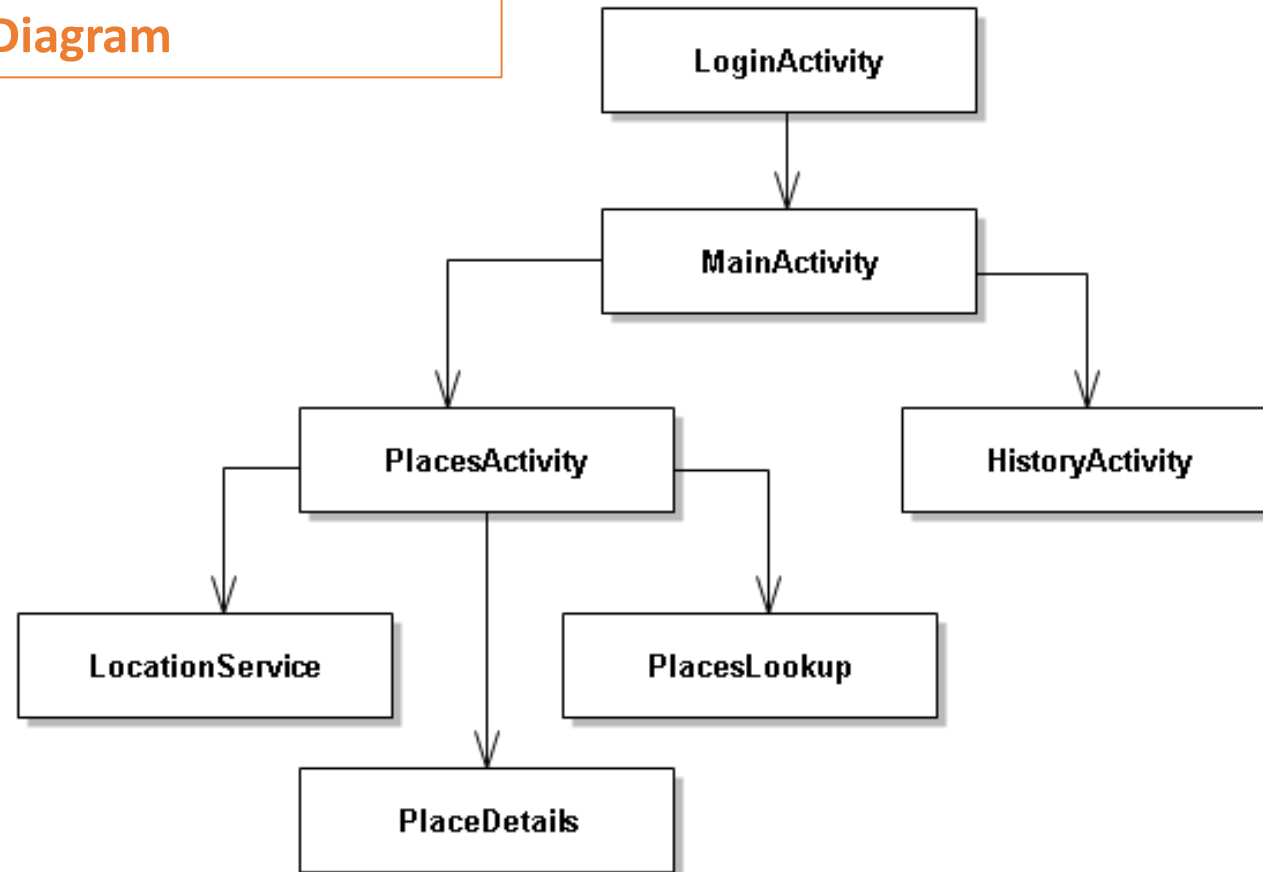 Diagram
LoginActivity
MainActivity
PlacesActivity
HistoryActivity
LocationService
PlacesLookup
PlaceDetails